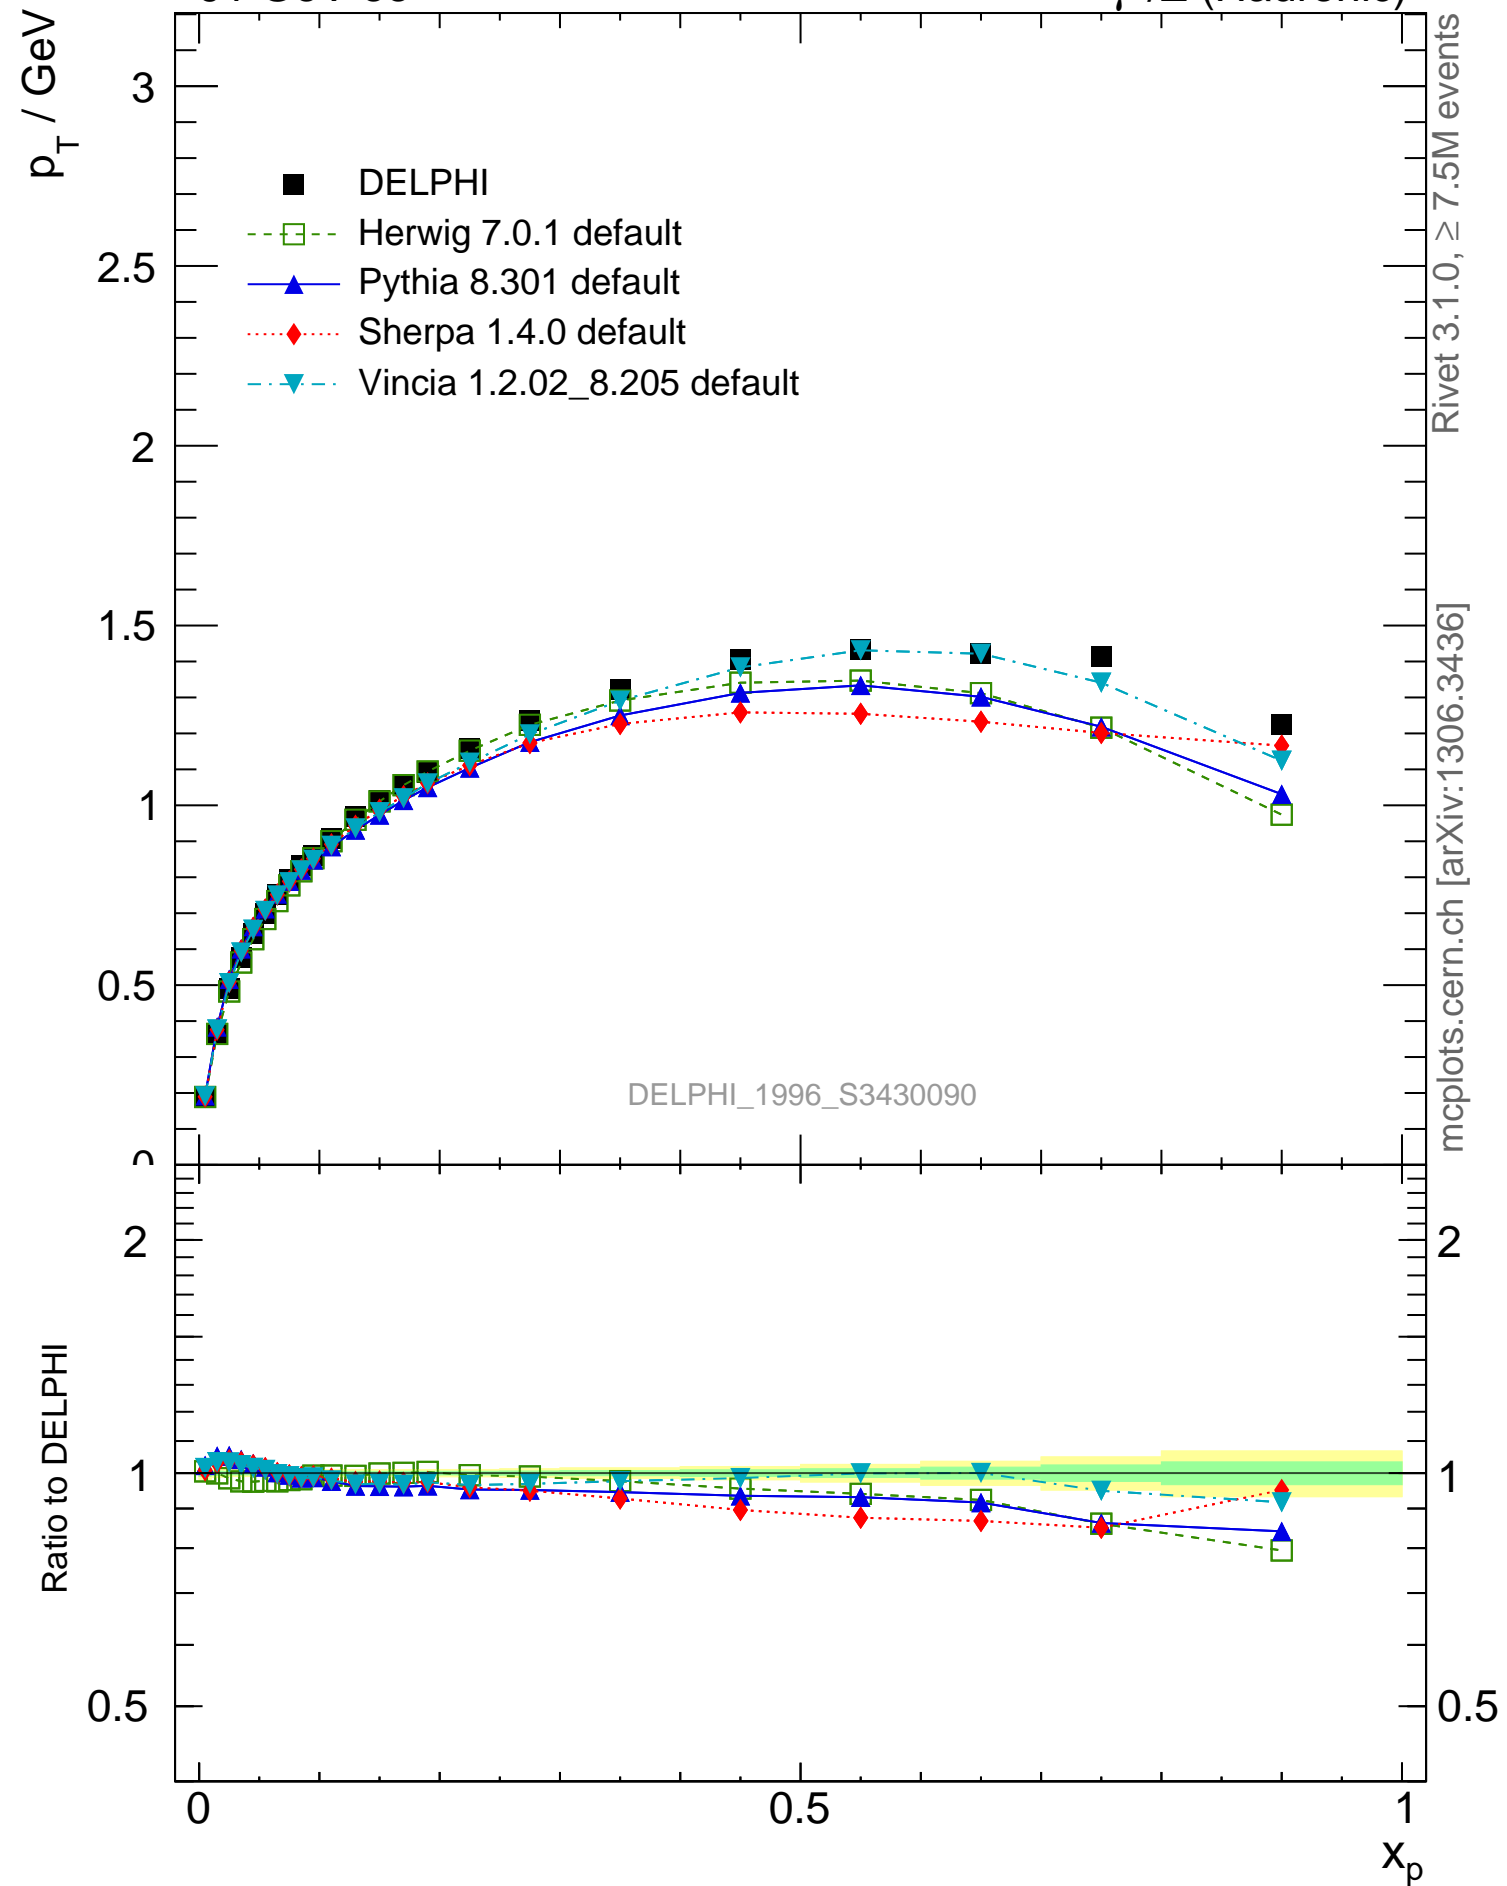 p_T / GeV
3
2.5
2
1.5
1
0.5
0
DELPHI
Herwig 7.0.1 default
Pythia 8.301 default
Sherpa 1.4.0 default
Vincia 1.2.02_8.205 default
DELPHI_1996_S3430090
Rivet 3.1.0, ≥ 7.5M events
mcplots.cern.ch [arXiv:1306.3436]
Ratio to DELPHI
2
1
0.5
2
1
0.5
0
0.5
1
x_p